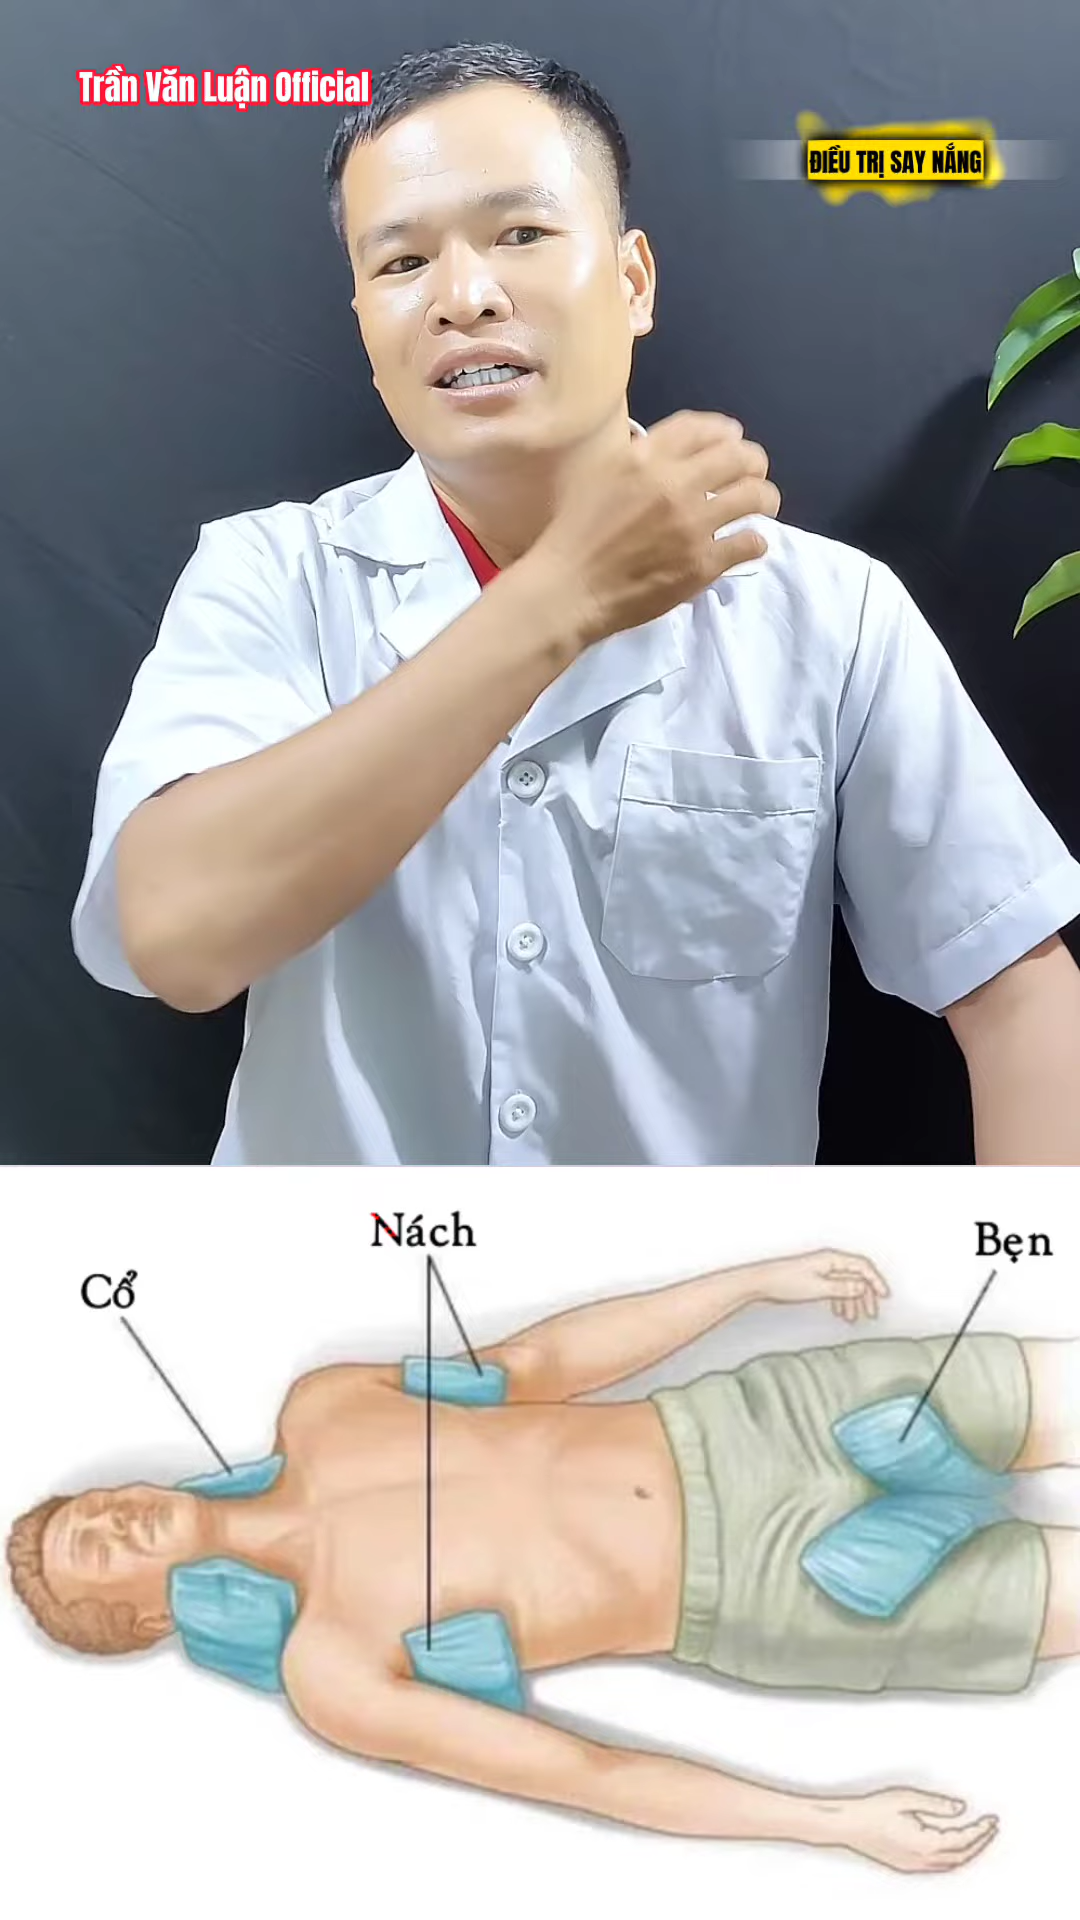 Trần Văn Luận Official
ĐIỀU TRỊ SAY NẮNG
Nách
Bẹn
Cổ